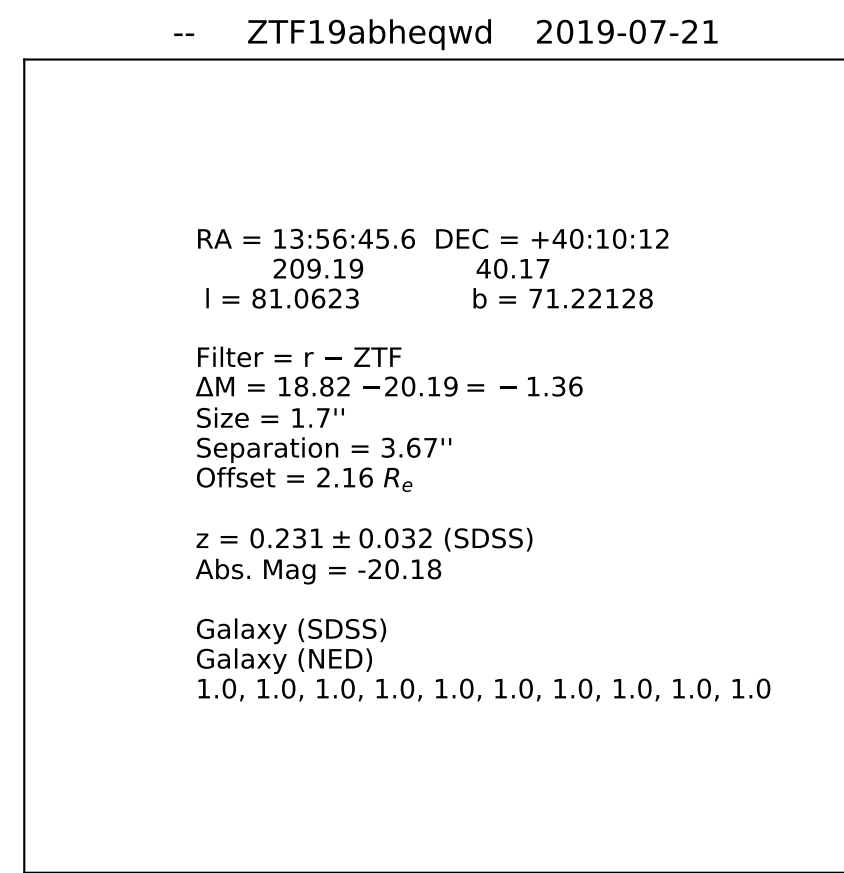 -- ZTF19abheqwd 2019-07-21
RA = 13:56:45.6 DEC = +40:10:12
209.19 40.17
l = 81.0623 b = 71.22128
Filter = r − ZTF
ΔM = 18.82 −20.19 = − 1.36
Size = 1.7''
Separation = 3.67''
Offset = 2.16 Re
z = 0.231 ± 0.032 (SDSS)
Abs. Mag = -20.18
Galaxy (SDSS)
Galaxy (NED)
1.0, 1.0, 1.0, 1.0, 1.0, 1.0, 1.0, 1.0, 1.0, 1.0